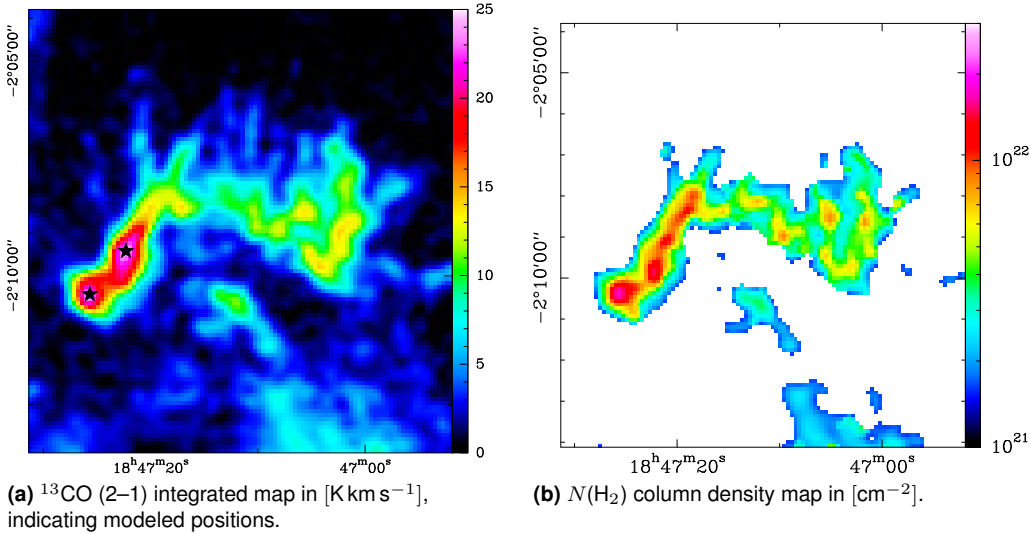 25
20
15
10
5
0
−2°05′00″
−2°10′00″
18ʰ47ᵐ20ˢ
47ᵐ00ˢ
(a) ¹³CO (2–1) integrated map in [K km s⁻¹],
indicating modeled positions.
10²²
10²¹
−2°05′00″
−2°10′00″
18ʰ47ᵐ20ˢ
47ᵐ00ˢ
(b) N(H₂) column density map in [cm⁻²].